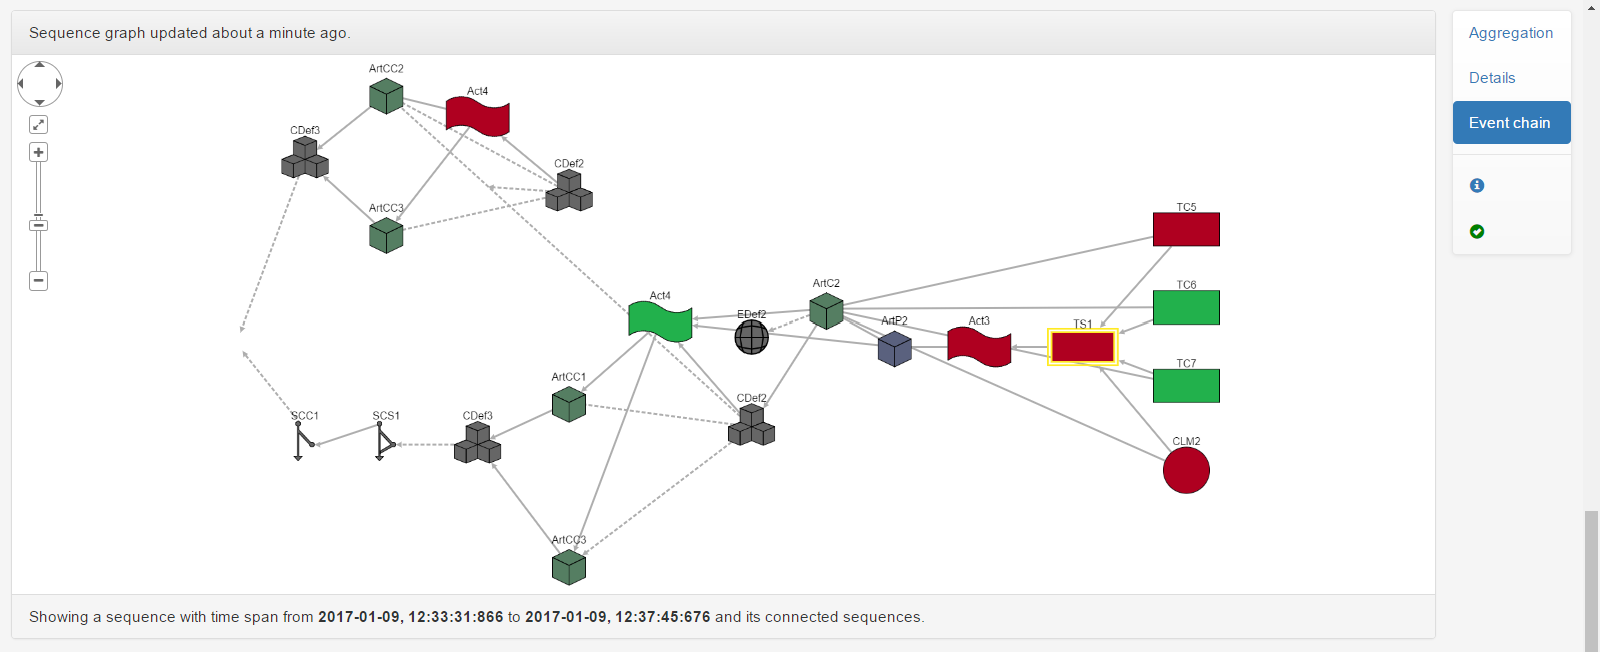 Sequence graph updated about a minute ago.
Aggregation
Details
Event chain
ArtCC2
Act4
CDef3
CDef2
ArtCC3
TC5
ArtC2
TC6
Act4
EDef2
ArtP2
Act3
TS1
TC7
ArtCC1
CDef2
SCC1
SCS1
CDef3
CLM2
ArtCC3
Showing a sequence with time span from 2017-01-09, 12:33:31:866 to 2017-01-09, 12:37:45:676 and its connected sequences.